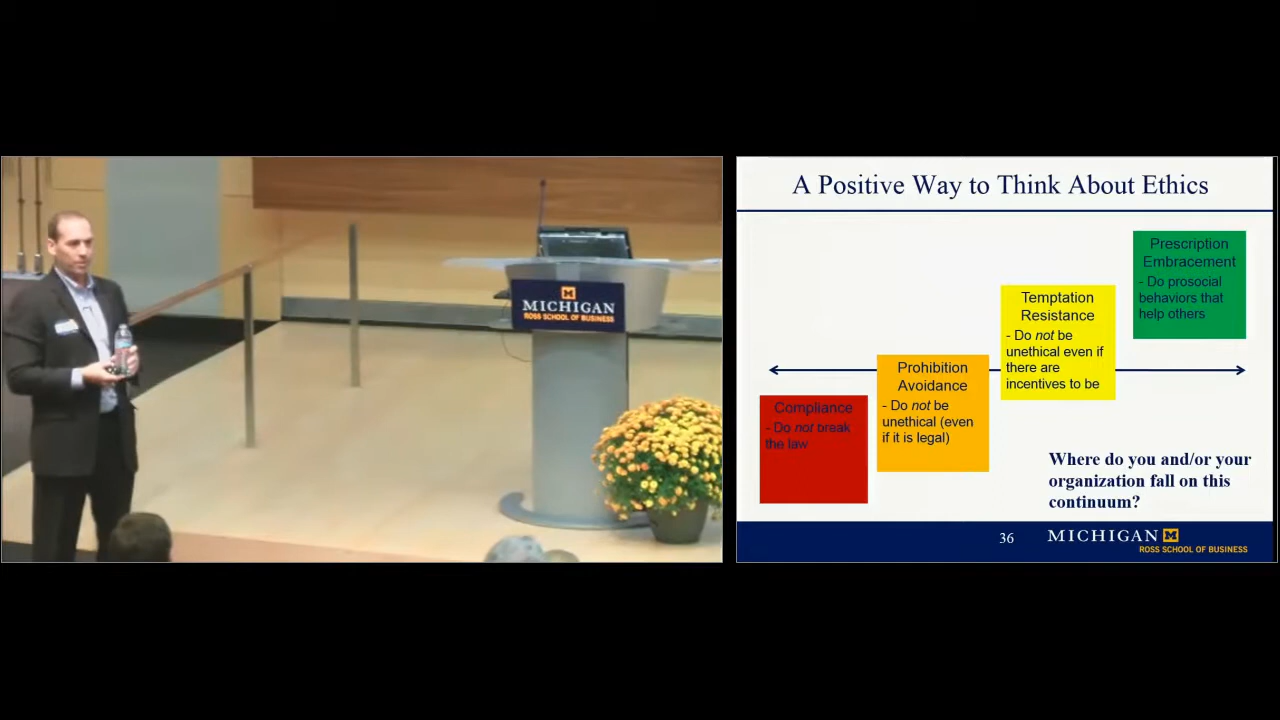 MICHIGAN
ROSS SCHOOL OF BUSINESS
A Positive Way to Think About Ethics
Compliance
- Do not break
the law
Prohibition
Avoidance
- Do not be
unethical (even
if it is legal)
Temptation
Resistance
- Do not be
unethical even if
there are
incentives to be
Prescription
Embracement
- Do prosocial
behaviors that
help others
Where do you and/or your
organization fall on this
continuum?
36
MICHIGAN M
ROSS SCHOOL OF BUSINESS